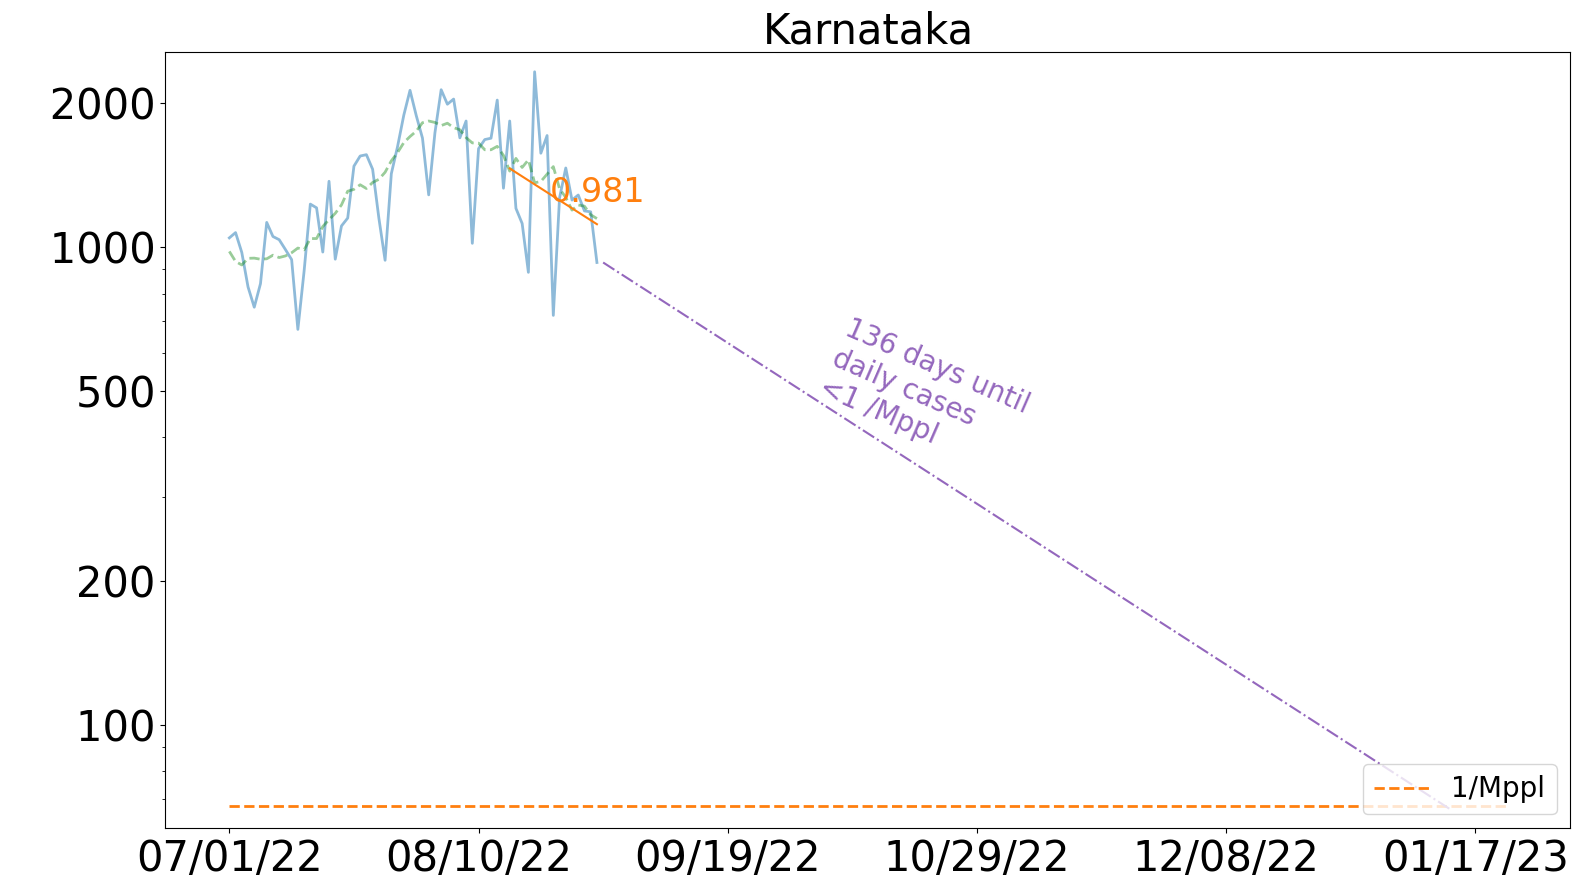 Karnataka
2000
1000
500
200
100
0.981
136 days until
daily cases
<1 /Mppl
1/Mppl
07/01/22
08/10/22
09/19/22
10/29/22
12/08/22
01/17/23